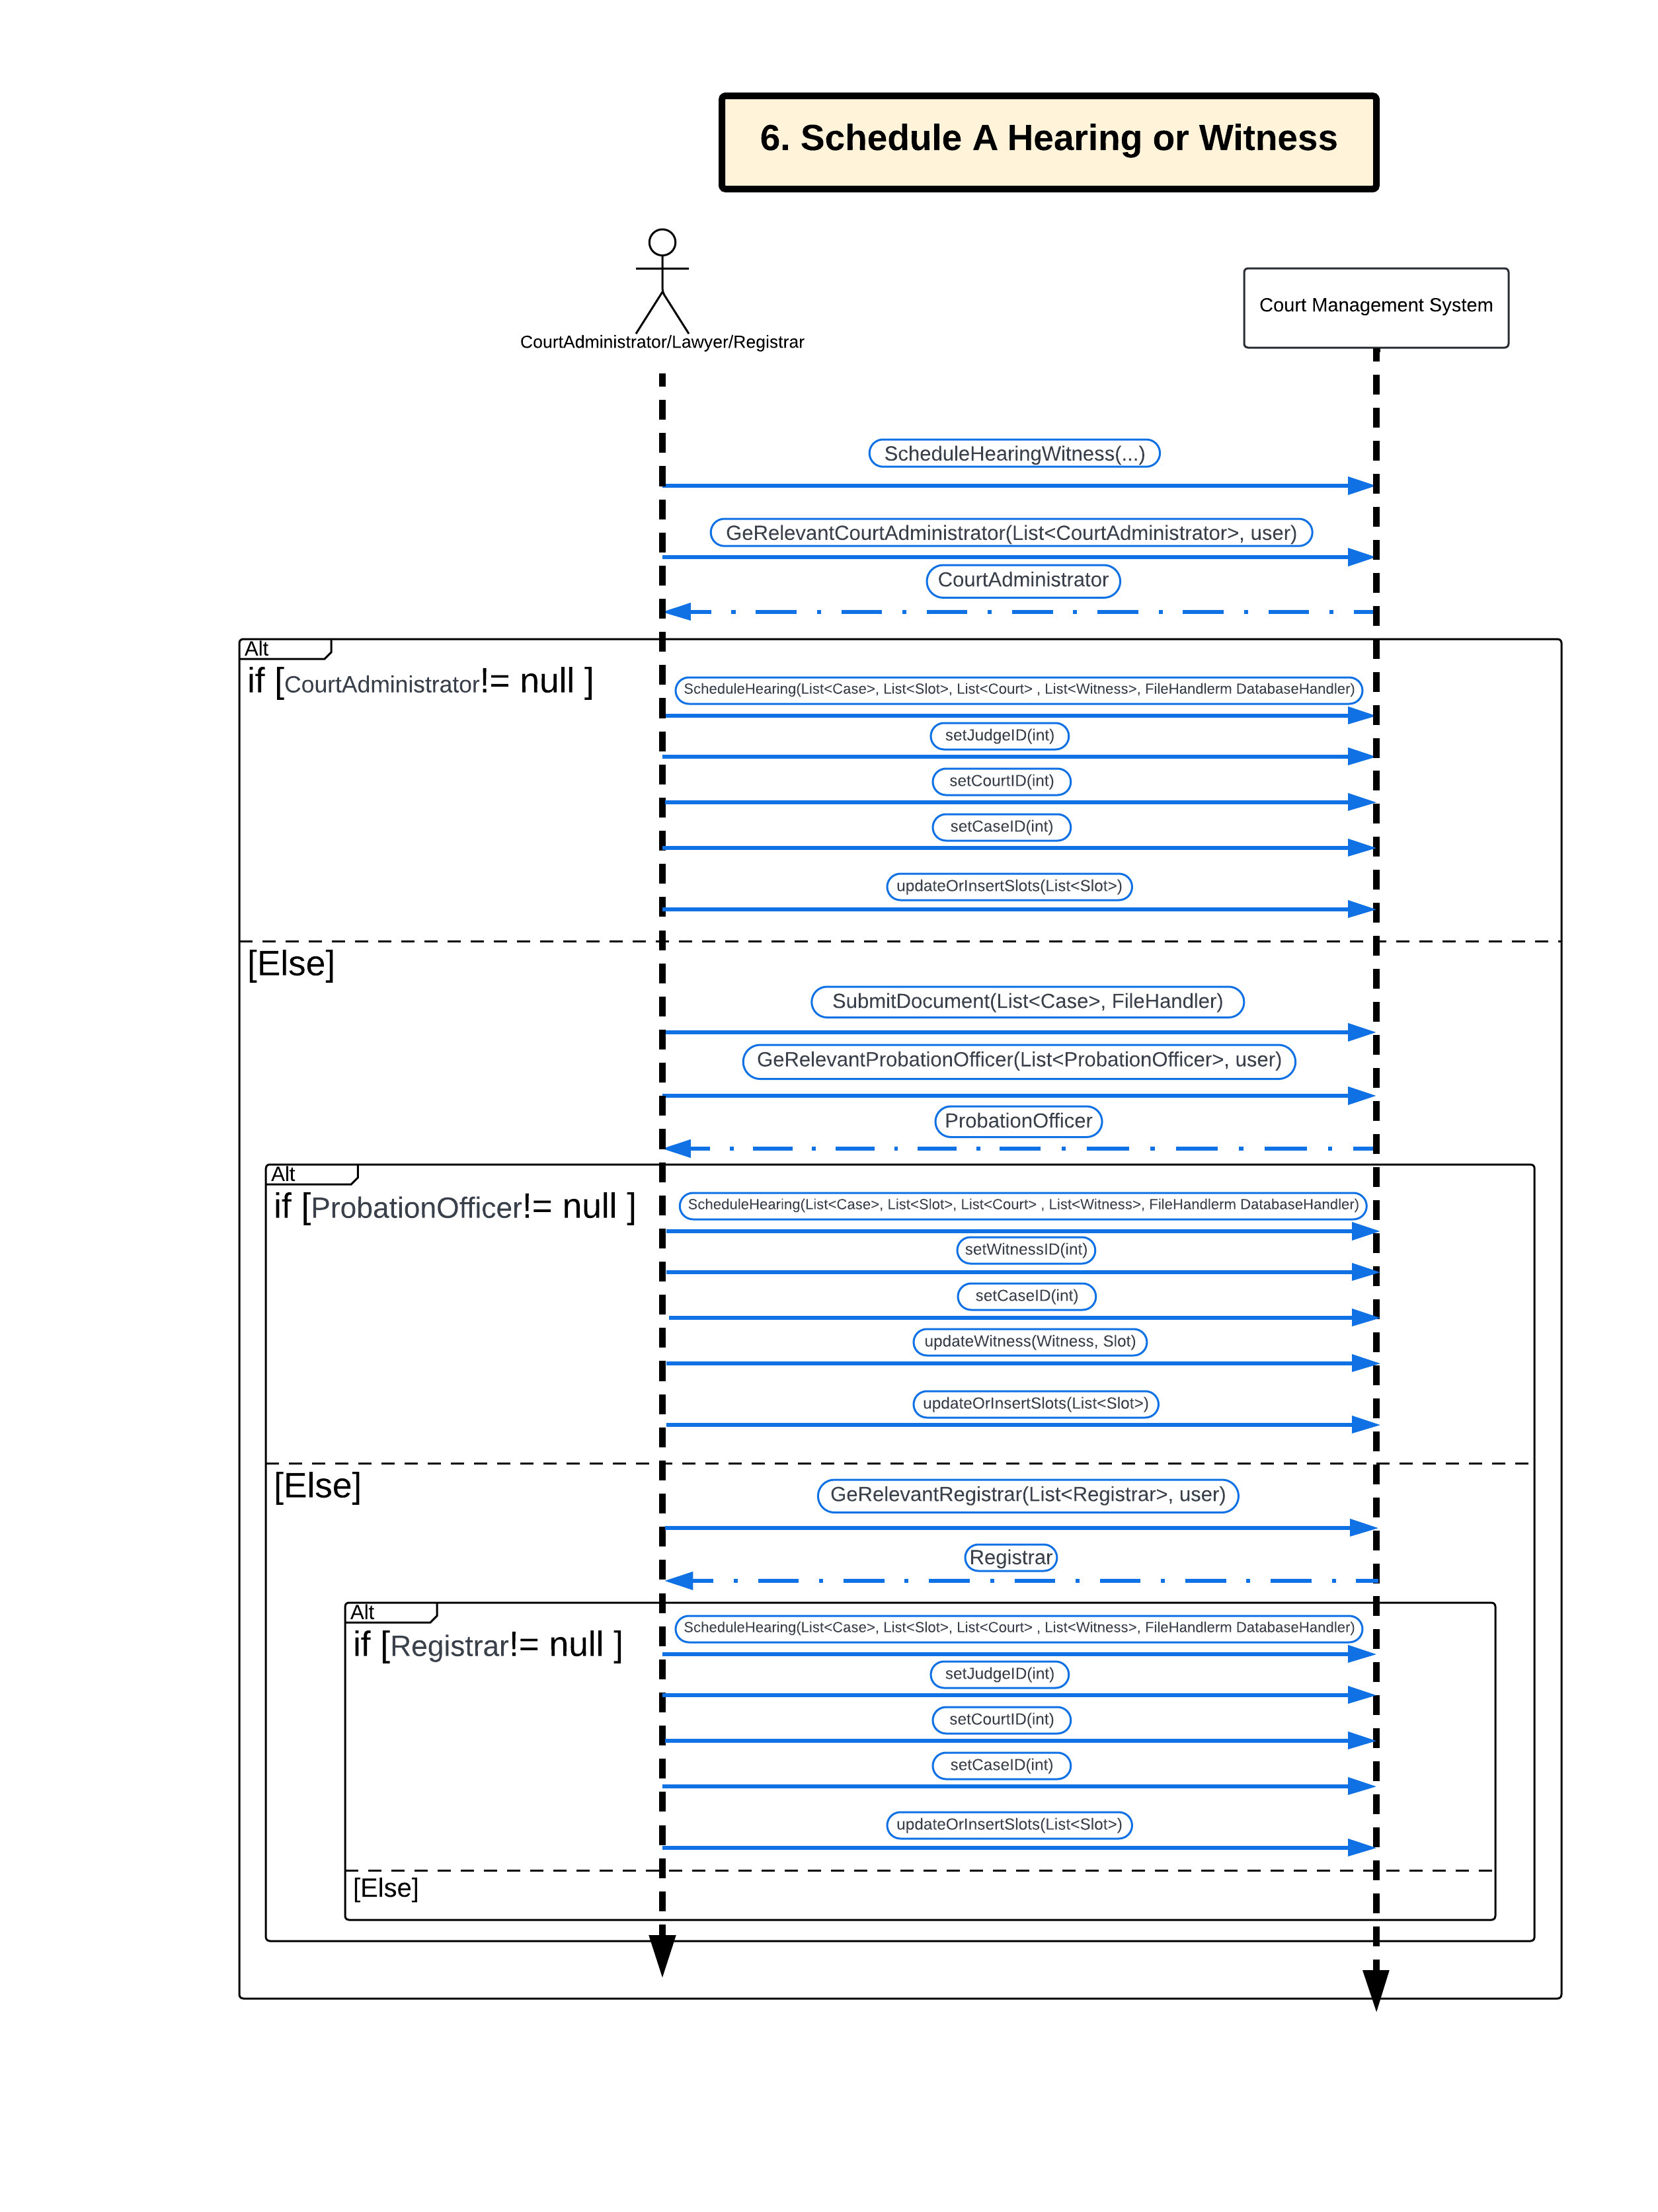 6. Schedule A Hearing or Witness
CourtAdministrator/Lawyer/Registrar
Court Management System
ScheduleHearingWitness(...)
GeRelevantCourtAdministrator(List<CourtAdministrator>, user)
CourtAdministrator
Alt
if [CourtAdministrator!= null ]
ScheduleHearing(List<Case>, List<Slot>, List<Court> , List<Witness>, FileHandlerm DatabaseHandler)
setJudgeID(int)
setCourtID(int)
setCaseID(int)
updateOrInsertSlots(List<Slot>)
[Else]
SubmitDocument(List<Case>, FileHandler)
GeRelevantProbationOfficer(List<ProbationOfficer>, user)
ProbationOfficer
Alt
if [ProbationOfficer!= null ]
ScheduleHearing(List<Case>, List<Slot>, List<Court> , List<Witness>, FileHandlerm DatabaseHandler)
setWitnessID(int)
setCaseID(int)
updateWitness(Witness, Slot)
updateOrInsertSlots(List<Slot>)
[Else]
GeRelevantRegistrar(List<Registrar>, user)
Registrar
Alt
if [Registrar!= null ]
ScheduleHearing(List<Case>, List<Slot>, List<Court> , List<Witness>, FileHandlerm DatabaseHandler)
setJudgeID(int)
setCourtID(int)
setCaseID(int)
updateOrInsertSlots(List<Slot>)
[Else]